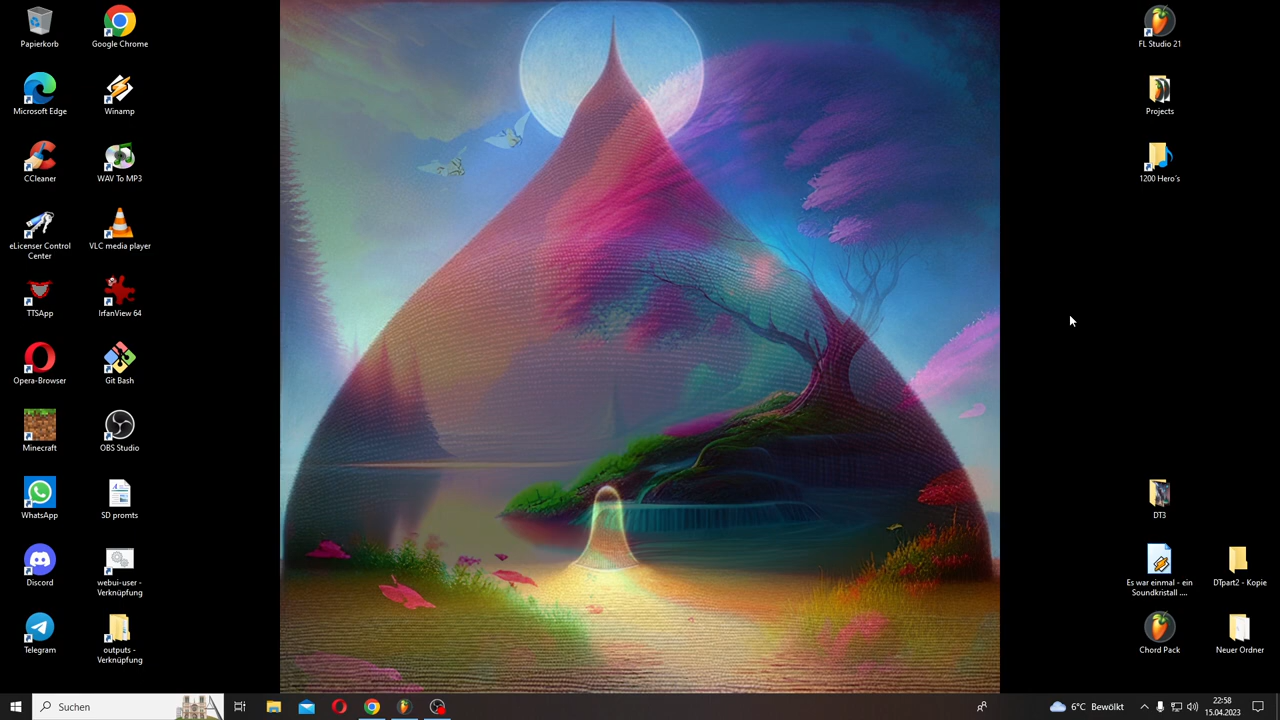 Papierkorb
Google Chrome
Microsoft Edge
Winamp
CCleaner
WAV To MP3
eLicenser Control
Center
VLC media player
TTSApp
IrfanView 64
Opera-Browser
Git Bash
Minecraft
OBS Studio
WhatsApp
SD promts
Discord
webui-user -
Verknüpfung
Telegram
outputs -
Verknüpfung
FL Studio 21
Projects
1200 Hero's
DT3
Es war einmal - ein
Soundkristall ....
DTpart2 - Kopie
Chord Pack
Neuer Ordner
Suchen
6°C Bewölkt
22:58
15.04.2023